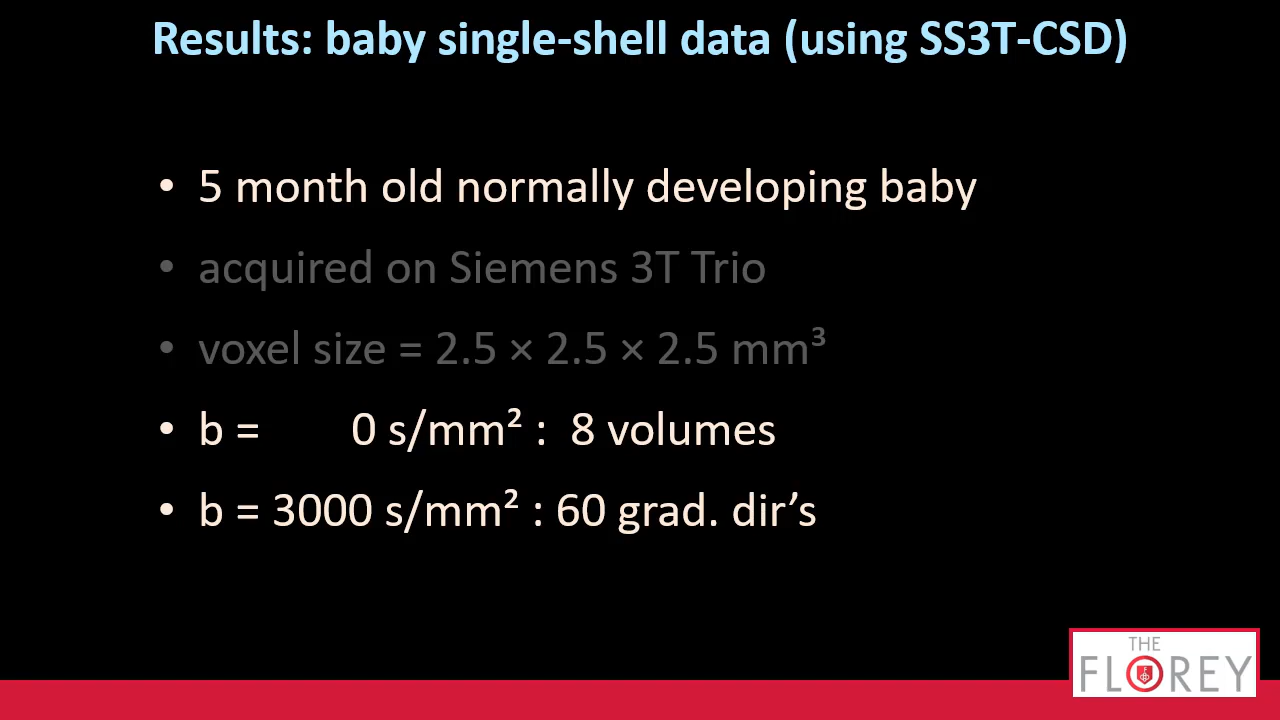 Results: baby single-shell data (using SS3T-CSD)
• 5 month old normally developing baby
• acquired on Siemens 3T Trio
• voxel size = 2.5 × 2.5 × 2.5 mm³
• b = 0 s/mm² : 8 volumes
• b = 3000 s/mm² : 60 grad. dir’s
THE
FLOREY